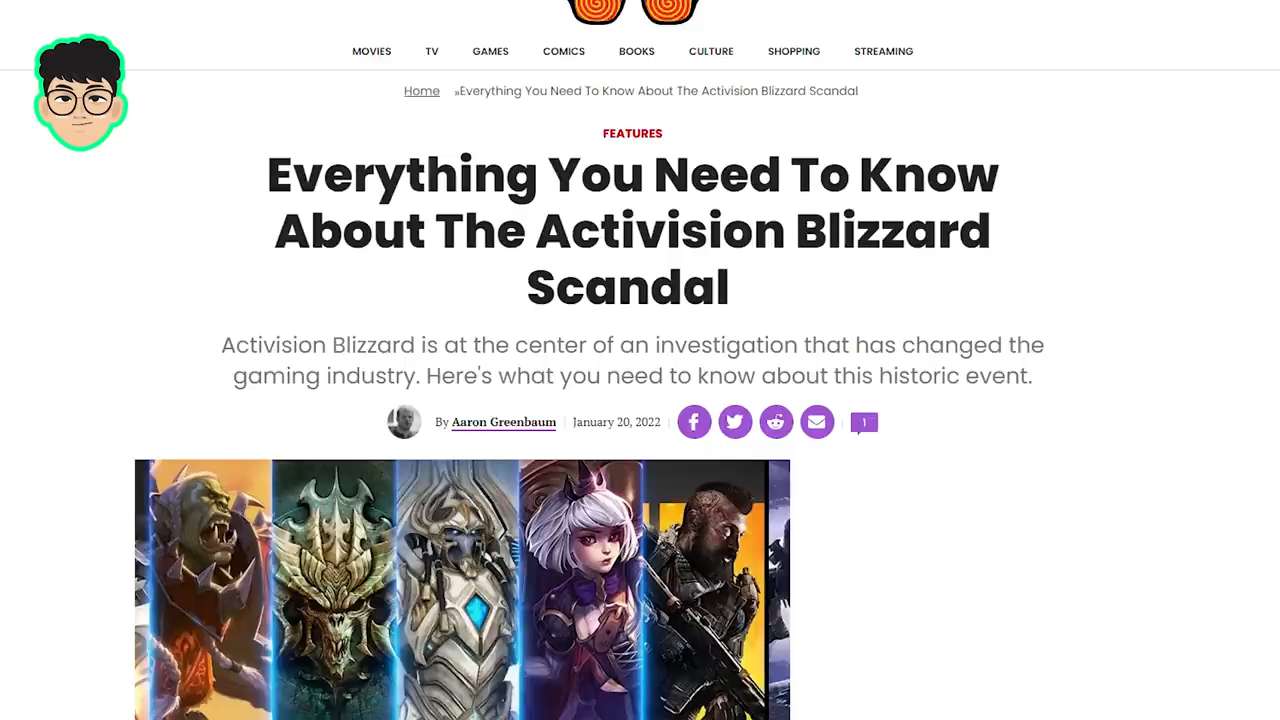 MOVIES TV GAMES COMICS BOOKS CULTURE SHOPPING STREAMING
Home »Everything You Need To Know About The Activision Blizzard Scandal
FEATURES
Everything You Need To Know
About The Activision Blizzard
Scandal
Activision Blizzard is at the center of an investigation that has changed the
gaming industry. Here's what you need to know about this historic event.
By Aaron Greenbaum | January 20, 2022 | 1